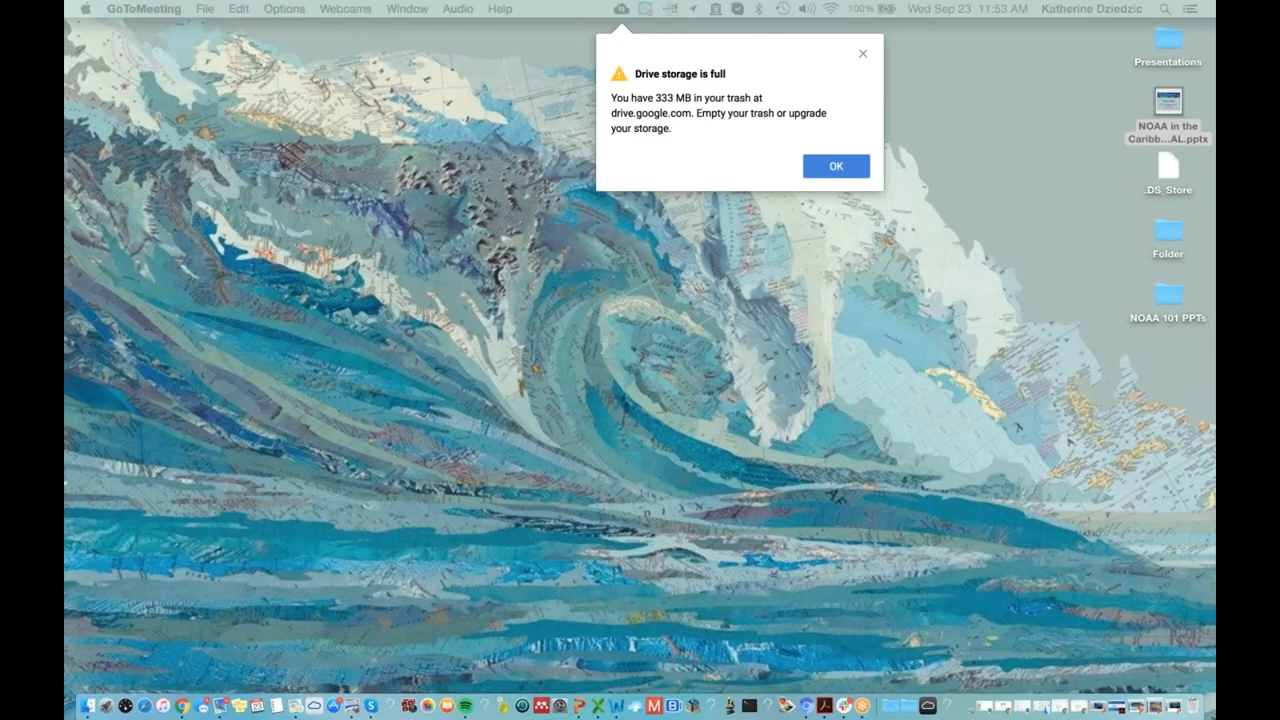 GoToMeeting File Edit Options Webcams Window Audio Help 100% Wed Sep 23 11:53 AM Katherine Dziedzic
Drive storage is full
You have 333 MB in your trash at
drive.google.com. Empty your trash or upgrade
your storage.
OK
Presentations
NOAA in the
Caribb...AL.pptx
.DS_Store
Folder
NOAA 101 PPTs